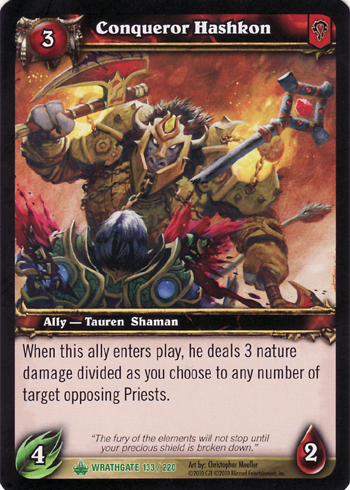 3
Conqueror Hashkon
Ally — Tauren Shaman
When this ally enters play, he deals 3 nature
damage divided as you choose to any number of
target opposing Priests.
"The fury of the elements will not stop until
your precious shield is broken down."
4
WRATHGATE 133 / 220
Art by: Christopher Moeller
2